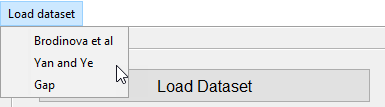 Load dataset
Brodinova et al
Yan and Ye
Gap
Load Dataset